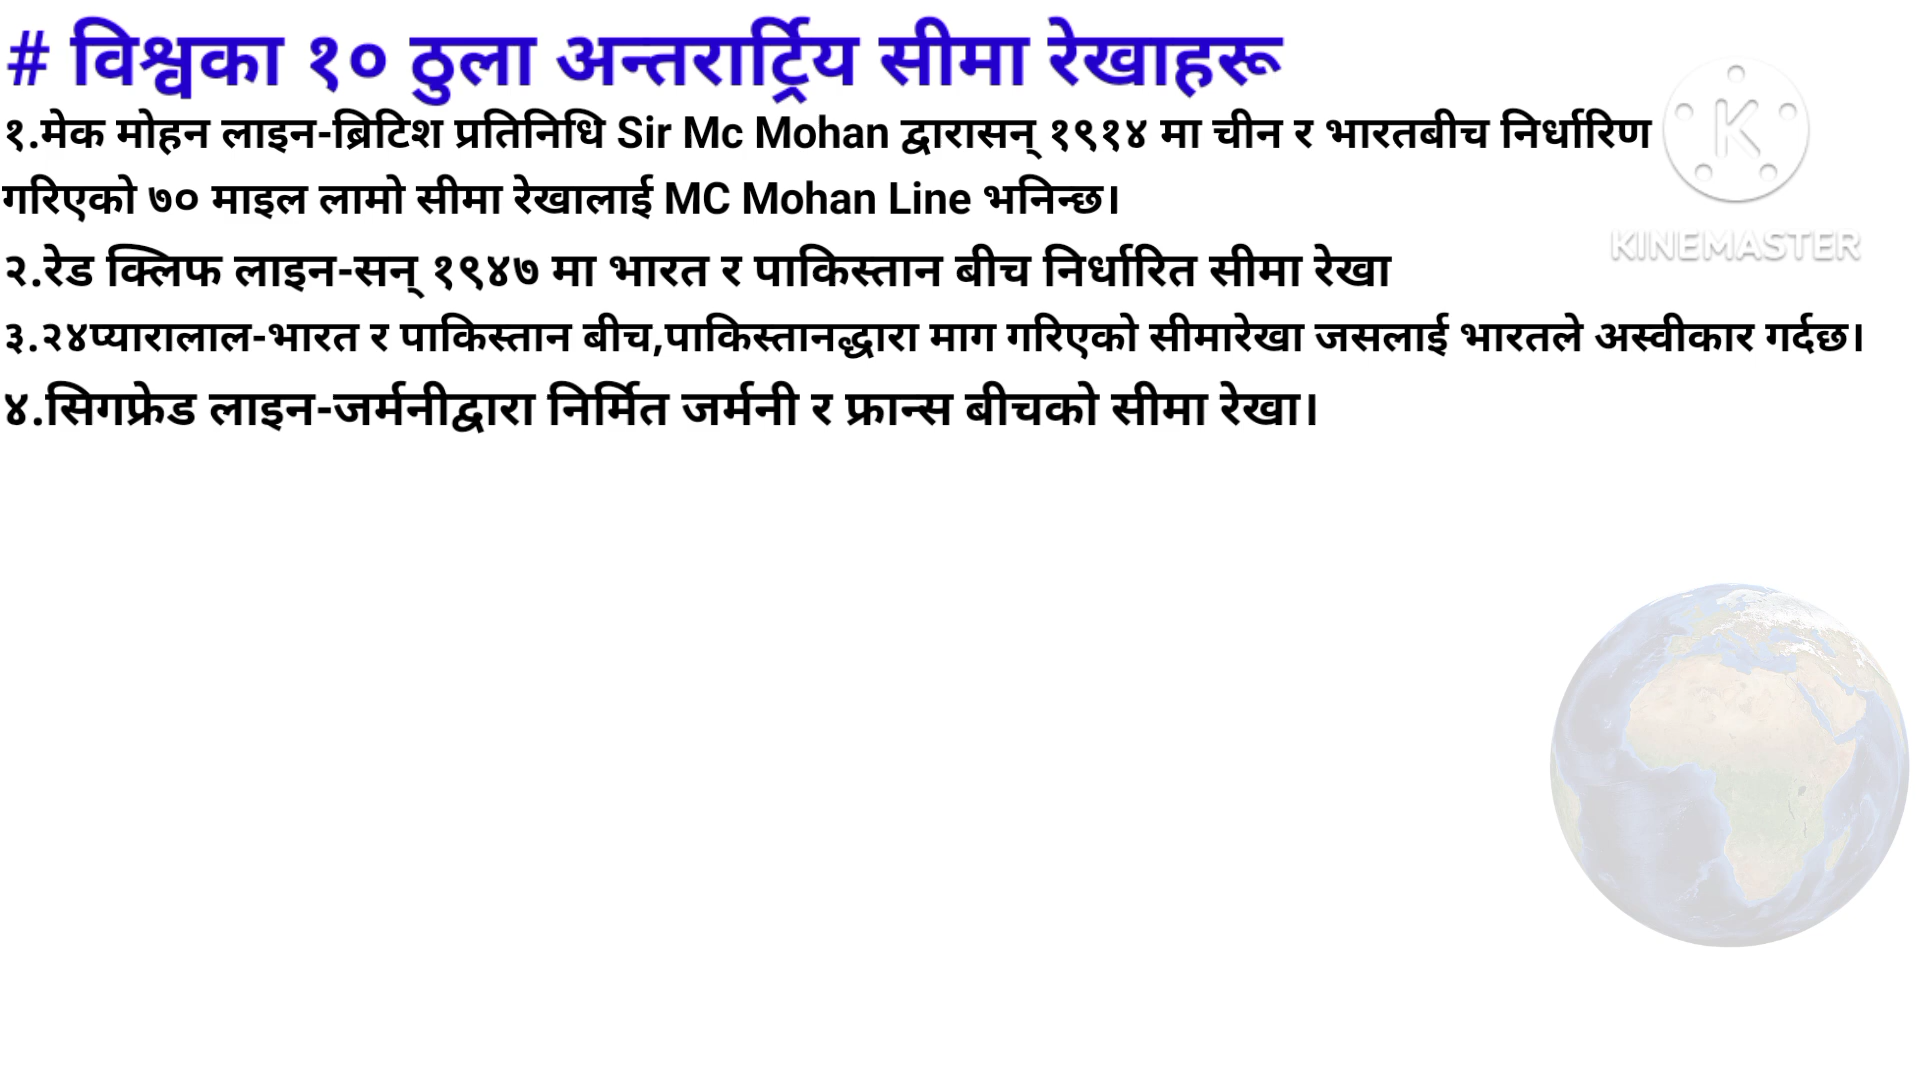 # विश्वका १० ठुला अन्तरार्ट्रिय सीमा रेखाहरू
१.मेक मोहन लाइन-ब्रिटिश प्रतिनिधि Sir Mc Mohan द्वारासन् १९१४ मा चीन र भारतबीच निर्धारिण
गरिएको ७० माइल लामो सीमा रेखालाई MC Mohan Line भनिन्छ।
२.रेड क्लिफ लाइन-सन् १९४७ मा भारत र पाकिस्तान बीच निर्धारित सीमा रेखा
३.२४प्यारालाल-भारत र पाकिस्तान बीच,पाकिस्तानद्धारा माग गरिएको सीमारेखा जसलाई भारतले अस्वीकार गर्दछ।
४.सिगफ्रेड लाइन-जर्मनीद्वारा निर्मित जर्मनी र फ्रान्स बीचको सीमा रेखा।
K
KINEMASTER